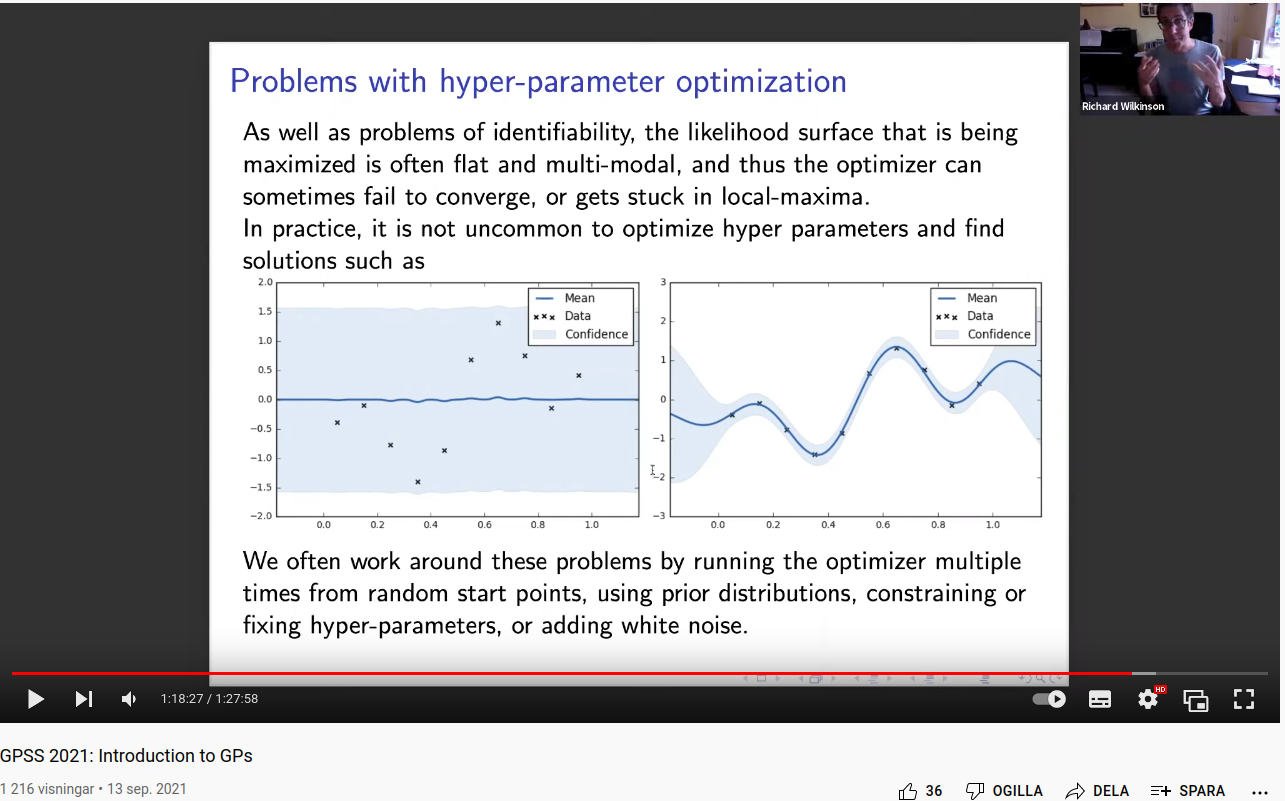 Richard Wilkinson
Problems with hyper-parameter optimization
As well as problems of identifiability, the likelihood surface that is being
maximized is often flat and multi-modal, and thus the optimizer can
sometimes fail to converge, or gets stuck in local-maxima.
In practice, it is not uncommon to optimize hyper parameters and find
solutions such as
2.0
1.5
1.0
0.5
0.0
−0.5
−1.0
−1.5
−2.0
0.0 0.2 0.4 0.6 0.8 1.0
Mean
Data
Confidence
3
2
1
0
−1
−2
−3
0.0 0.2 0.4 0.6 0.8 1.0
Mean
Data
Confidence
We often work around these problems by running the optimizer multiple
times from random start points, using prior distributions, constraining or
fixing hyper-parameters, or adding white noise.
1:18:27 / 1:27:58
HD
GPSS 2021: Introduction to GPs
1 216 visningar • 13 sep. 2021
36 OGILLA DELA SPARA